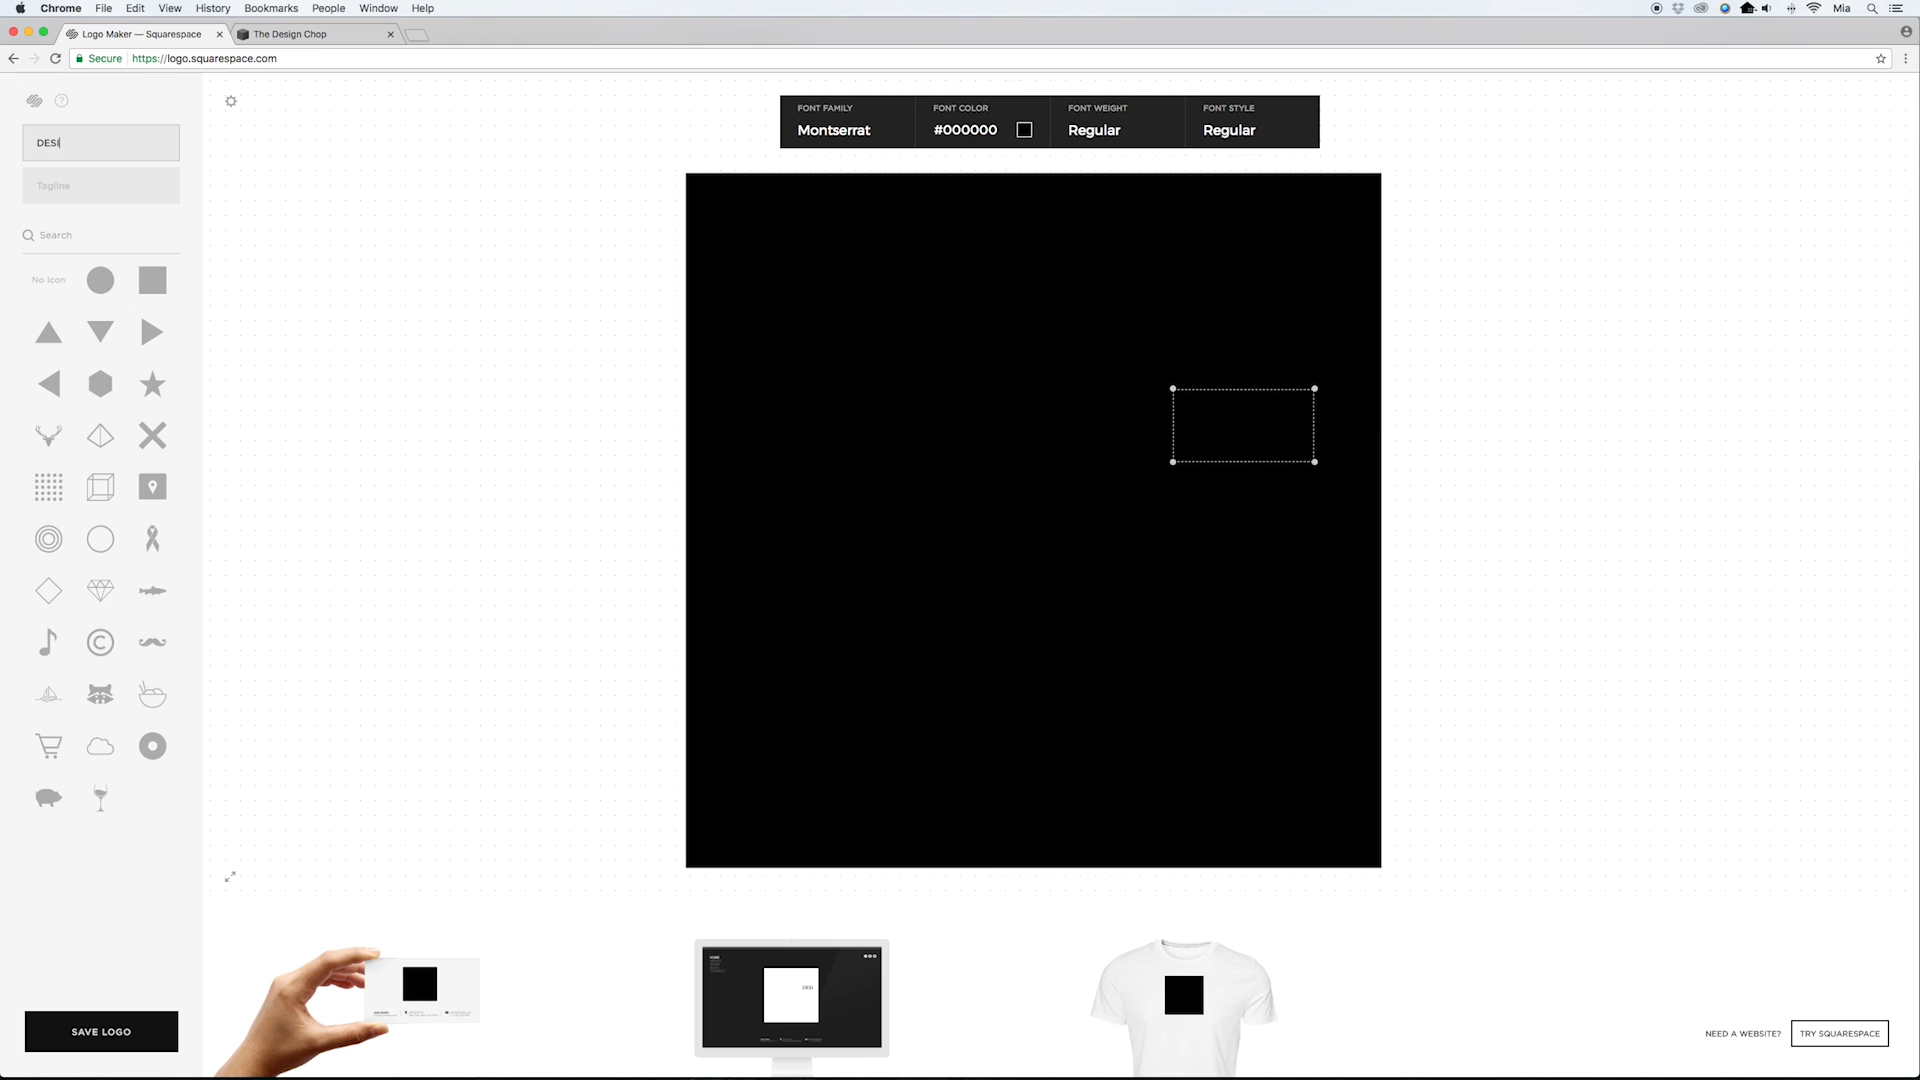 Chrome File Edit View History Bookmarks People Window Help
Mia
Logo Maker — Squarespace
The Design Chop
Secure https://logo.squarespace.com
?
DESI
Tagline
Search
No Icon
FONT FAMILY
Montserrat
FONT COLOR
#000000
FONT WEIGHT
Regular
FONT STYLE
Regular
DESI
SAVE LOGO
NEED A WEBSITE?
TRY SQUARESPACE